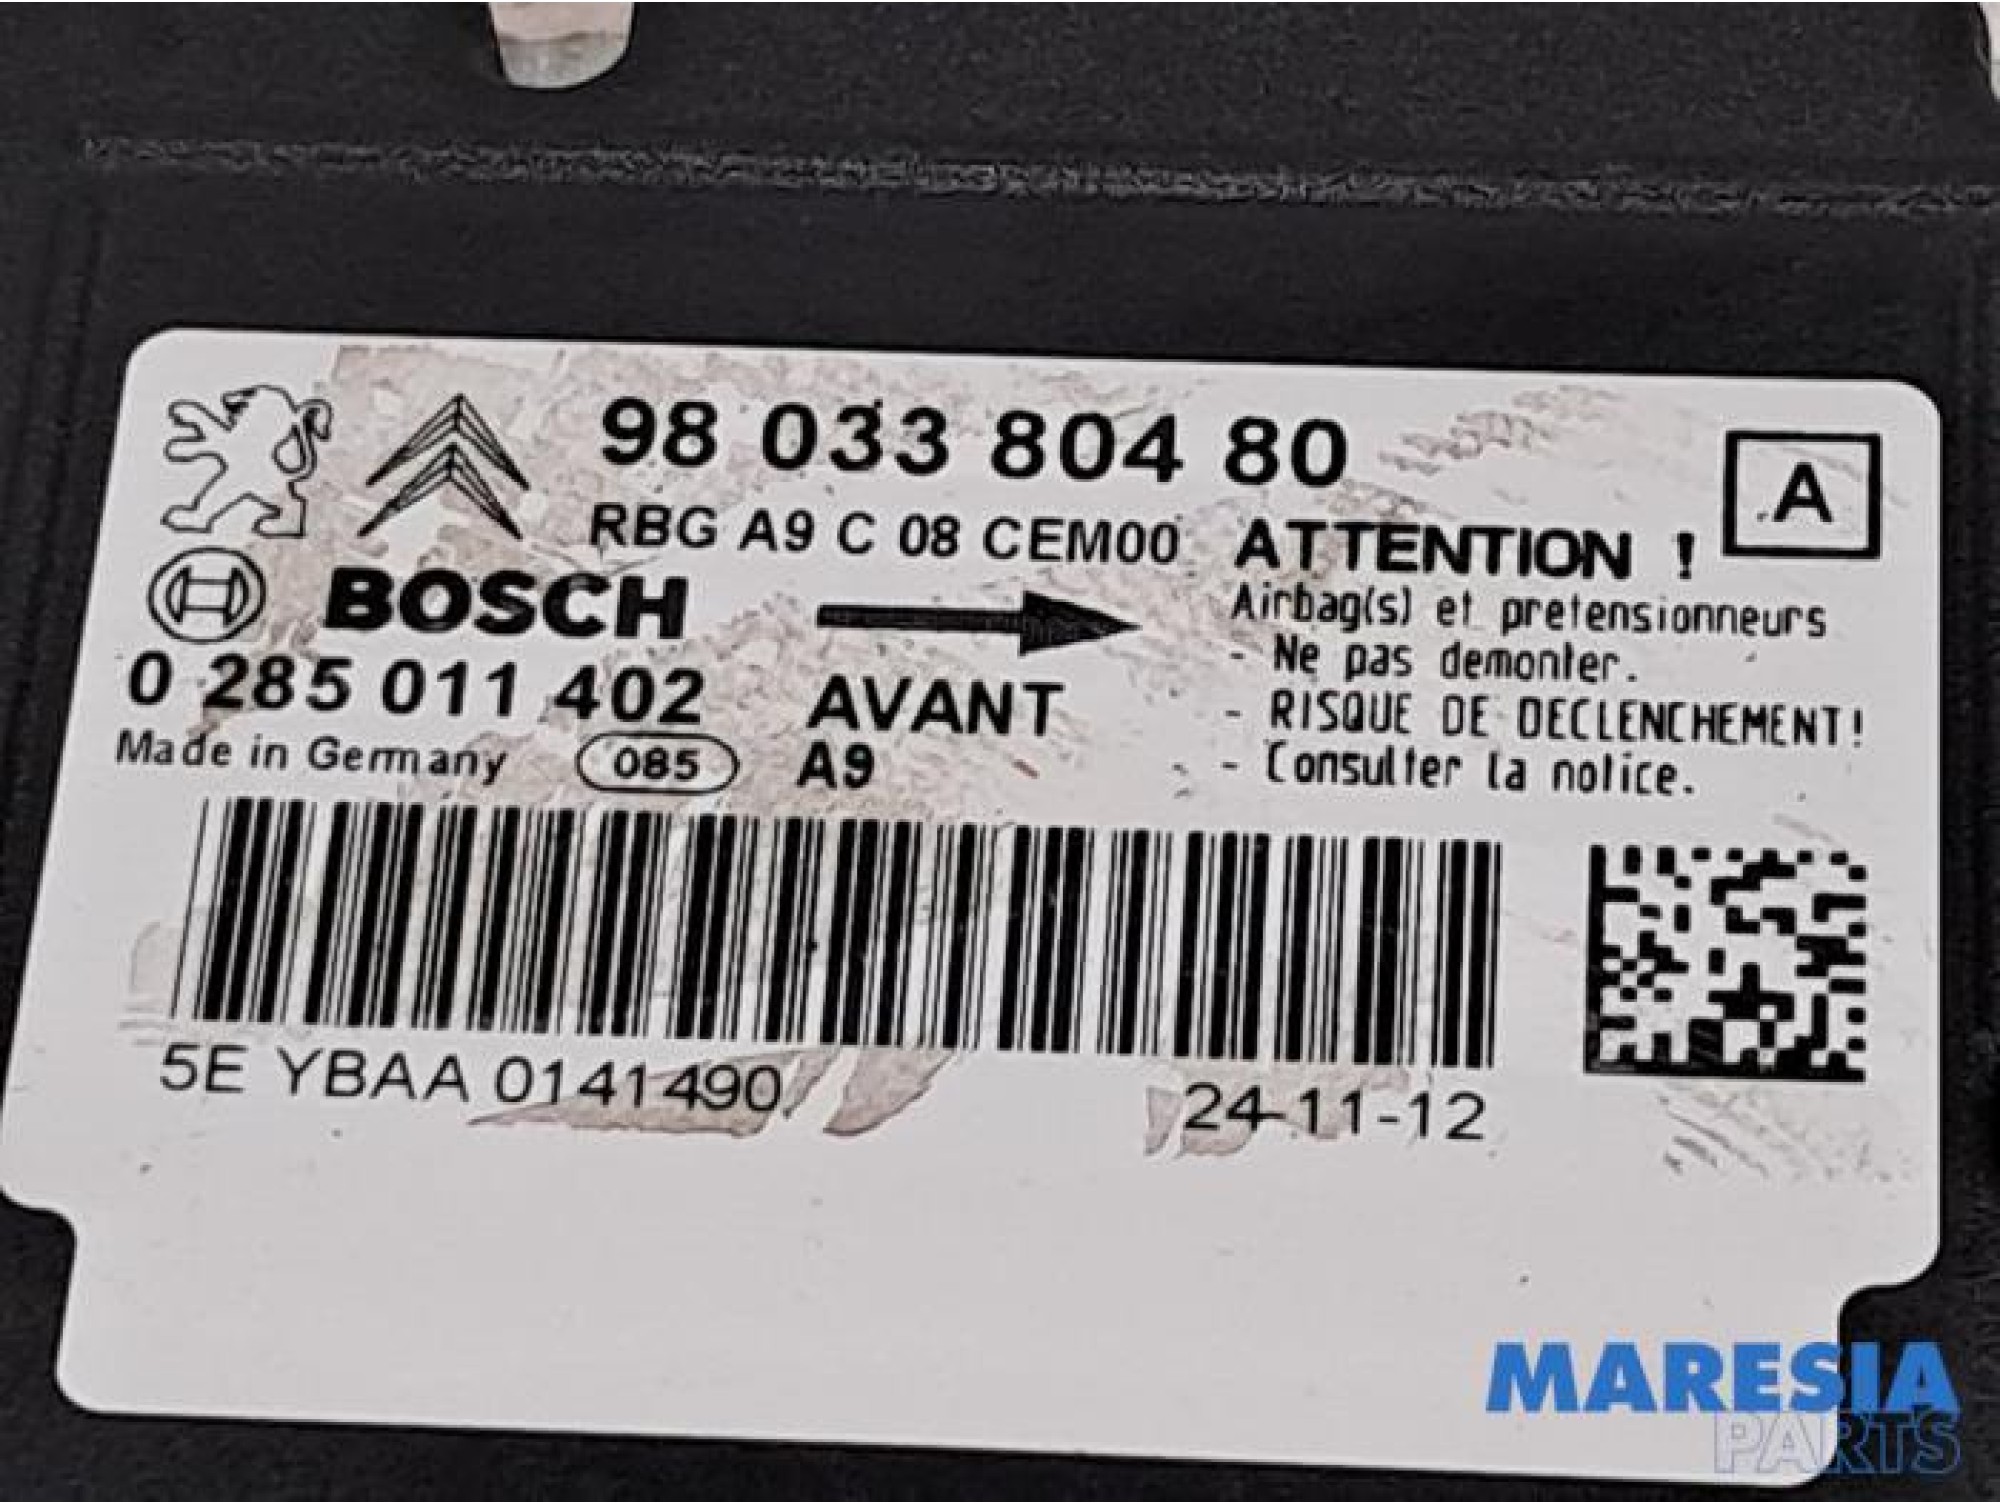 98 033 804 80
A
RBG A9 C 08 CEM00
ATTENTION !
BOSCH
Airbag(s) et pretensionneurs
- Ne pas demonter.
0 285 011 402
AVANT
- RISQUE DE DECLENCHEMENT!
Made in Germany
085
A9
- Consulter la notice.
5E YBAA 0141490
24-11-12
MARESIA
PARTS